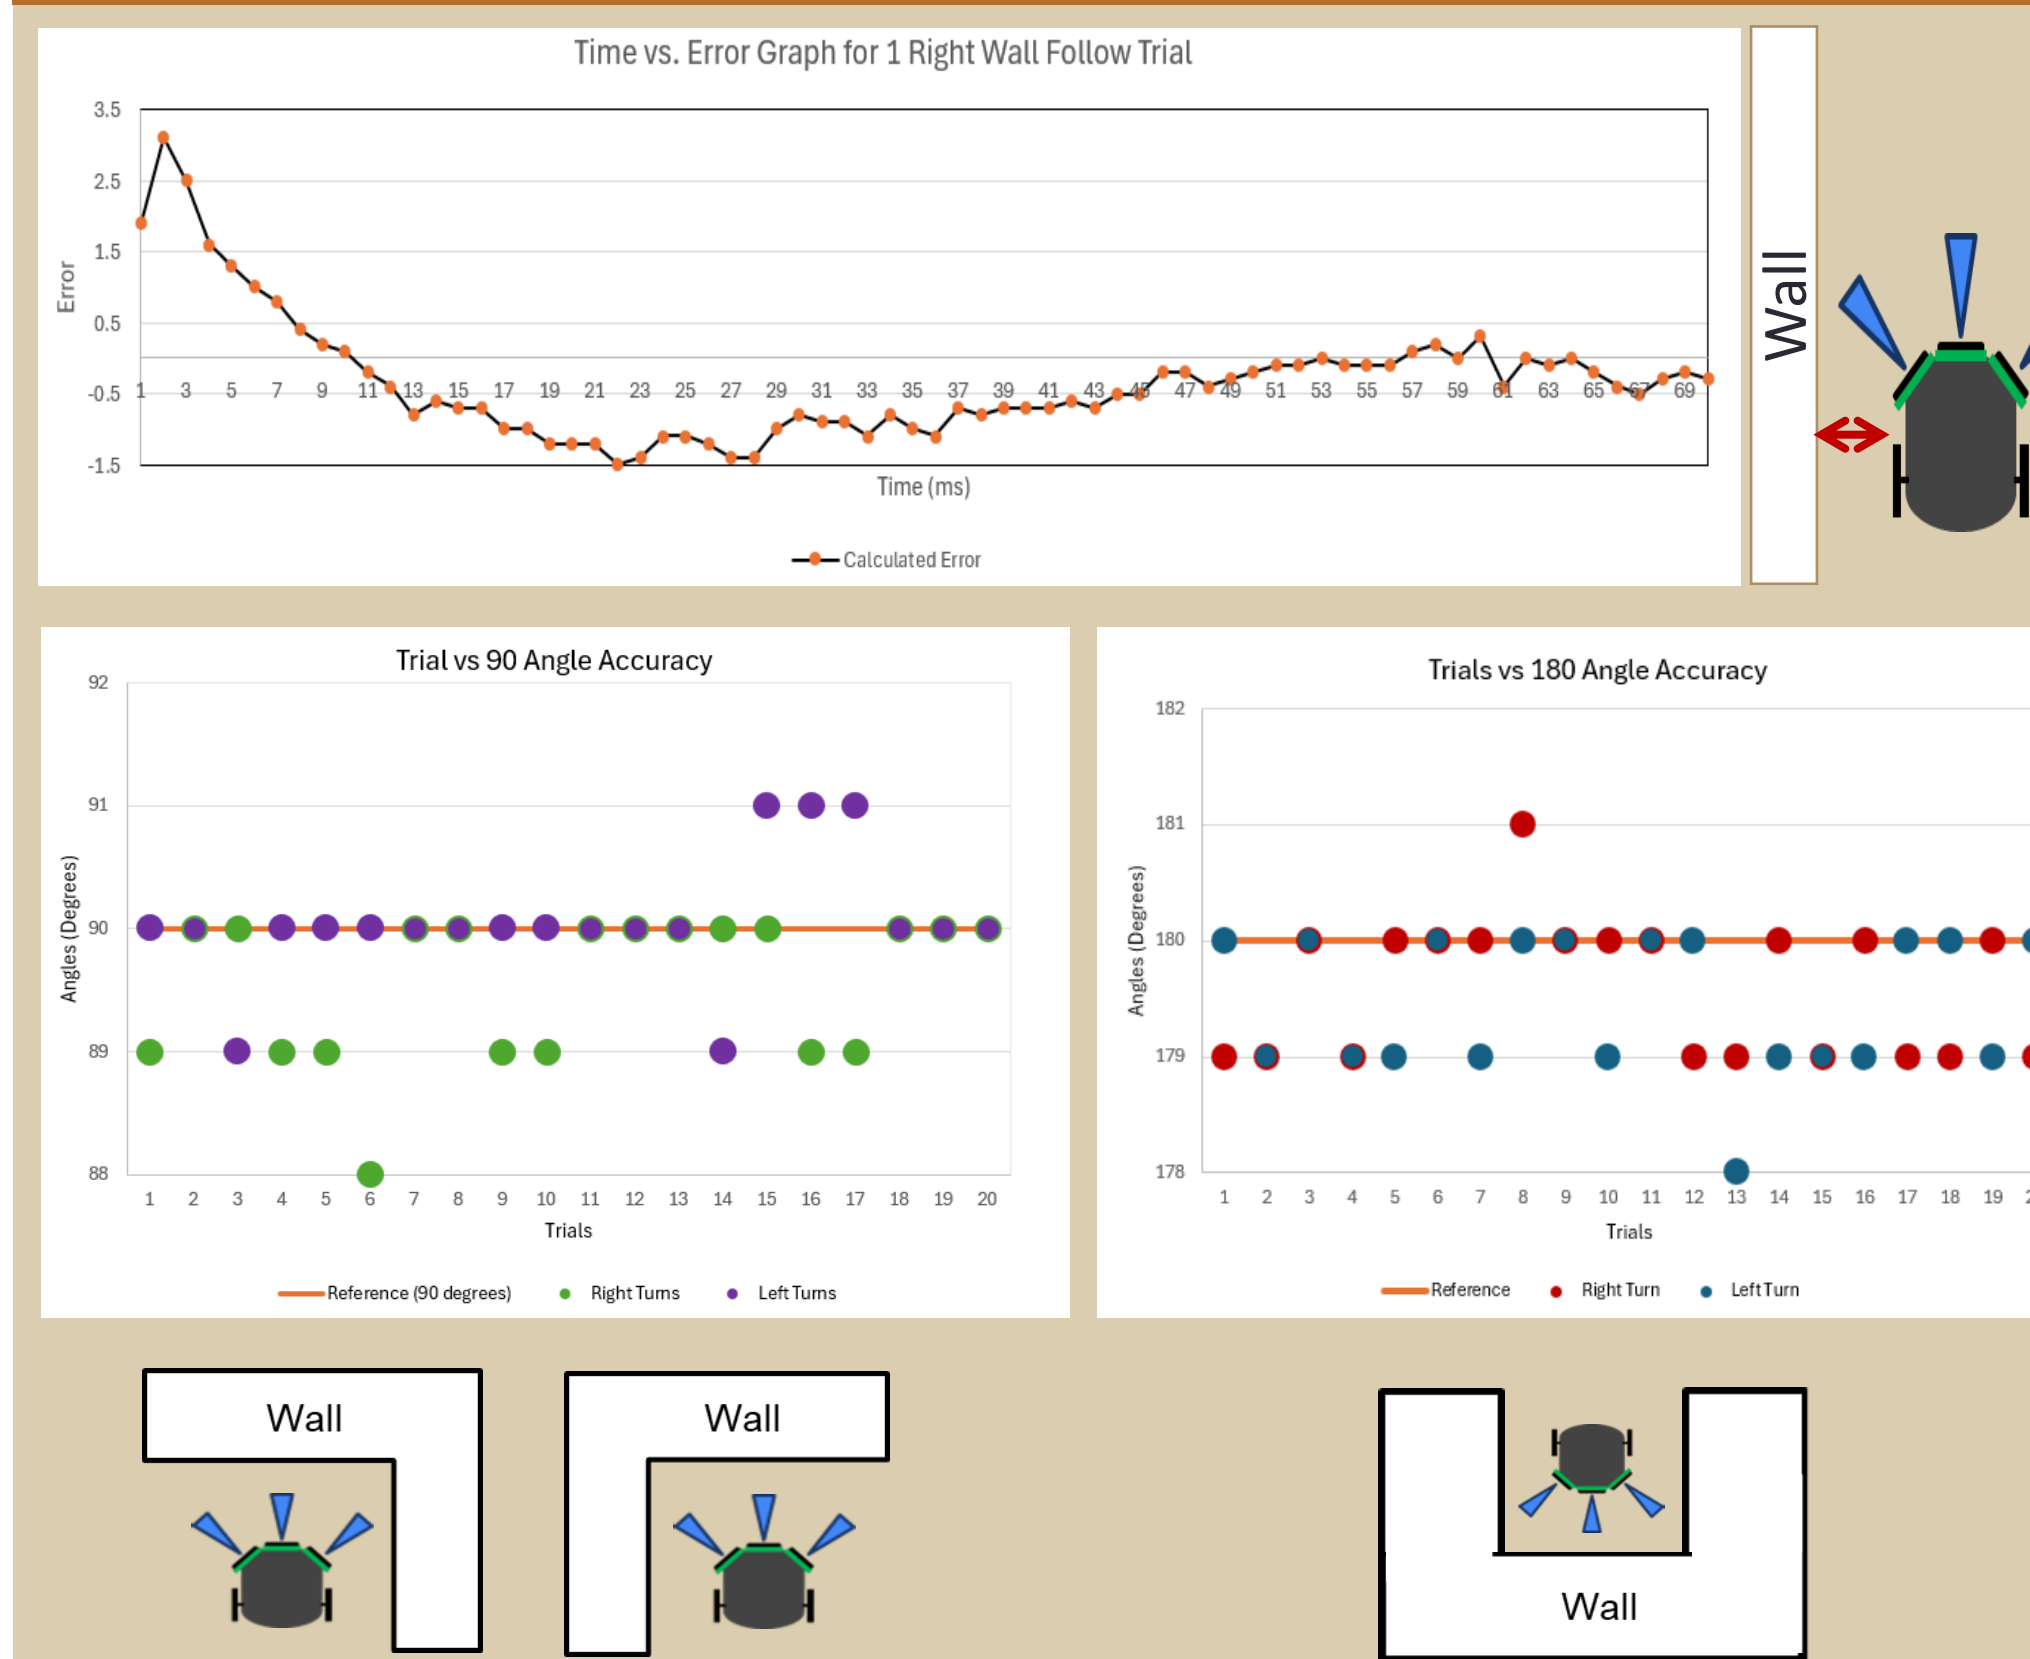 Time vs. Error Graph for 1 Right Wall Follow Trial
3.5
2.5
1.5
0.5
-0.5
-1.5
Error
1 3 5 7 9 11 13 15 17 19 21 23 25 27 29 31 33 35 37 39 41 43 45 47 49 51 53 55 57 59 61 63 65 67 69
Time (ms)
Calculated Error
Wall
Trial vs 90 Angle Accuracy
92
91
90
89
88
Angles (Degrees)
1 2 3 4 5 6 7 8 9 10 11 12 13 14 15 16 17 18 19 20
Trials
Reference (90 degrees) Right Turns Left Turns
Trials vs 180 Angle Accuracy
182
181
180
179
178
Angles (Degrees)
1 2 3 4 5 6 7 8 9 10 11 12 13 14 15 16 17 18 19
Trials
Reference Right Turn Left Turn
Wall
Wall
Wall